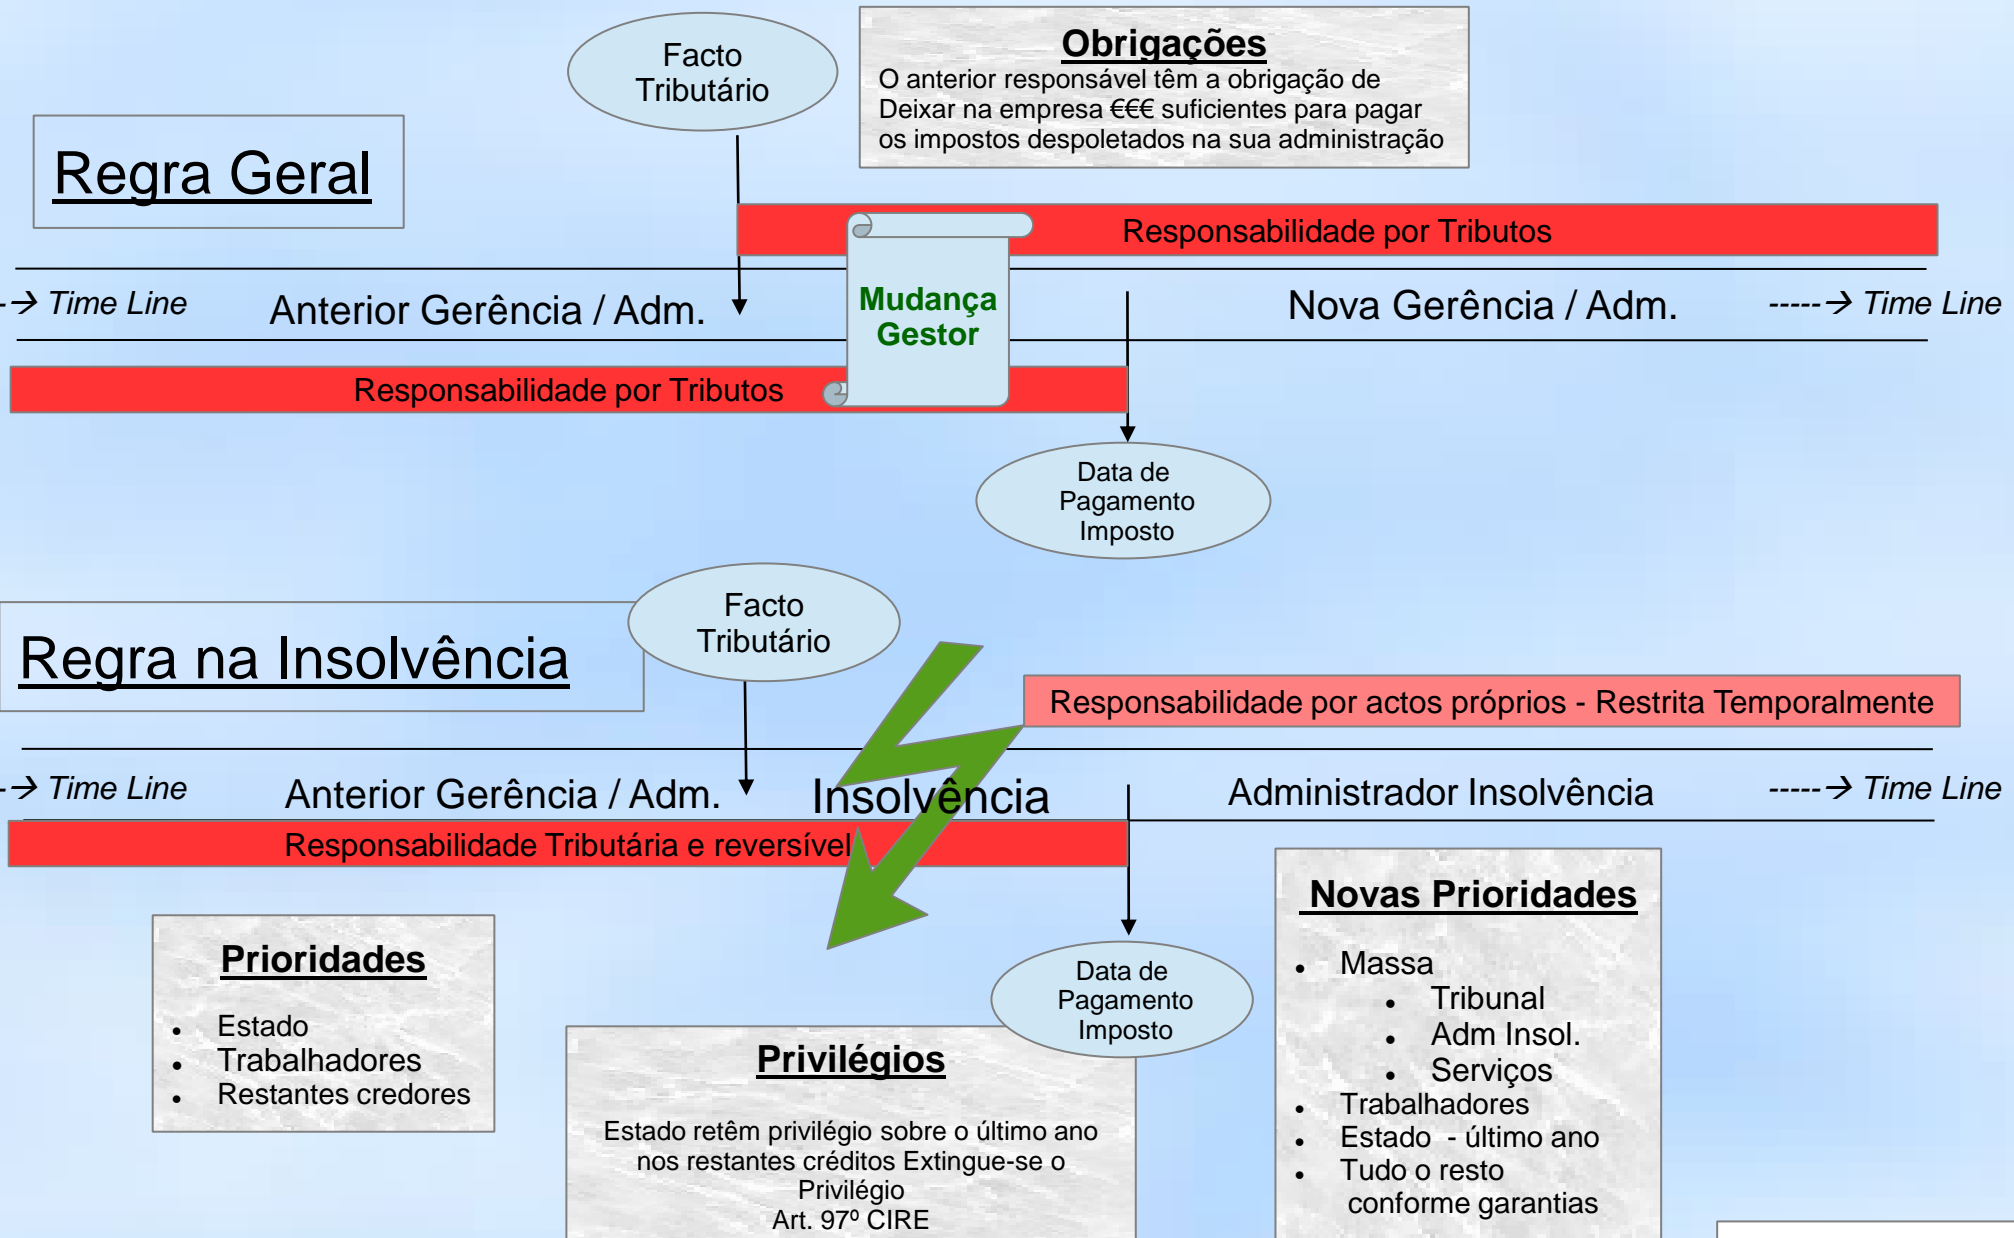 Facto
Tributário
Obrigações
O anterior responsável têm a obrigação de
Deixar na empresa €€€ suficientes para pagar
os impostos despoletados na sua administração
Regra Geral
Responsabilidade por Tributos
-→ Time Line
Anterior Gerência / Adm.
Mudança
Gestor
Nova Gerência / Adm.
-----→ Time Line
Responsabilidade por Tributos
Data de
Pagamento
Imposto
Regra na Insolvência
Facto
Tributário
Responsabilidade por actos próprios - Restrita Temporalmente
-→ Time Line
Anterior Gerência / Adm.
Insolvência
Administrador Insolvência
-----→ Time Line
Responsabilidade Tributária e reversível
Prioridades
• Estado
• Trabalhadores
• Restantes credores
Data de
Pagamento
Imposto
Privilégios
Estado retêm privilégio sobre o último ano
nos restantes créditos Extingue-se o
Privilégio
Art. 97º CIRE
Novas Prioridades
• Massa
• Tribunal
• Adm Insol.
• Serviços
• Trabalhadores
• Estado - último ano
• Tudo o resto
conforme garantias